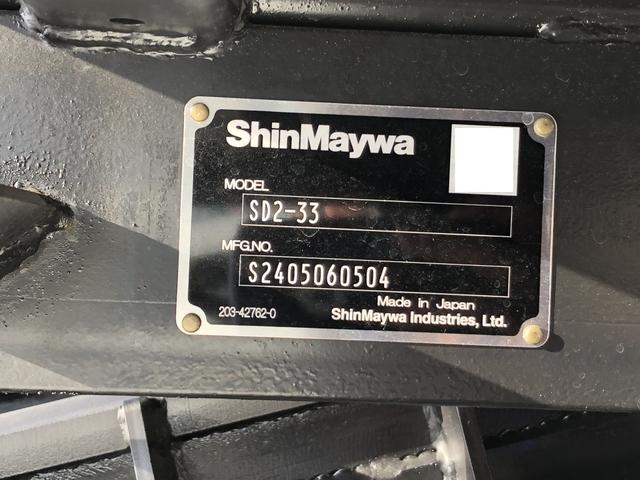 ShinMaywa
MODEL
SD2-33
MFG.NO.
S2405060504
Made in Japan
203-42762-0
ShinMaywa Industries, Ltd.